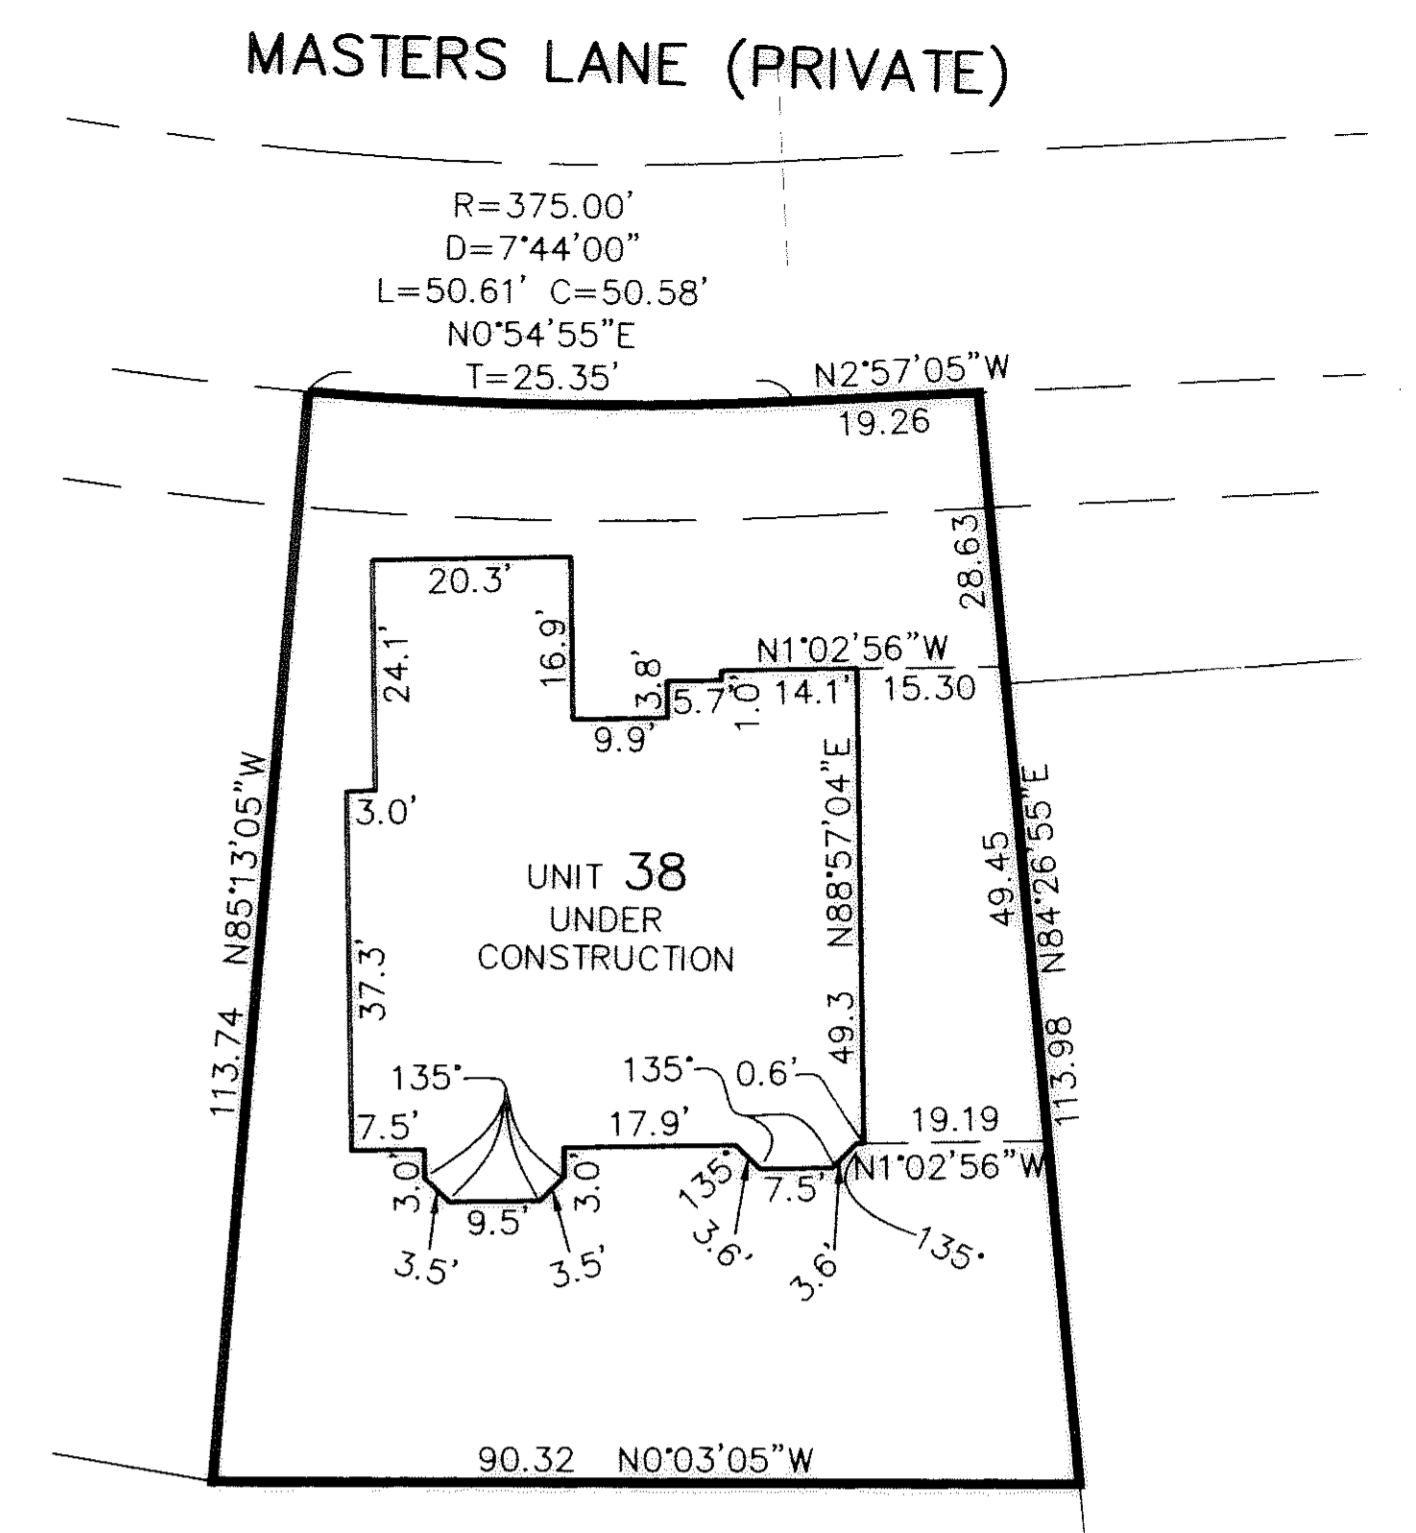 MASTERS LANE (PRIVATE)
R=375.00'
D=7°44'00"
L=50.61' C=50.58'
N0°54'55"E
T=25.35'
N2°57'05"W
19.26
28.63
20.3'
24.1'
16.9'
3.8'
N1°02'56"W
5.7'
1.0'
14.1'
15.30
9.9'
3.0'
N85°13'05"W
113.74
UNIT 38
UNDER
CONSTRUCTION
N88°57'04"E
49.3
49.45
N84°26'55"E
113.98
37.3'
135°
135°
0.6'
7.5'
17.9'
19.19
N1°02'56"W
3.0'
3.0'
9.5'
135°
7.5'
3.5'
3.5'
3.6'
3.6'
135°
90.32 N0°03'05"W